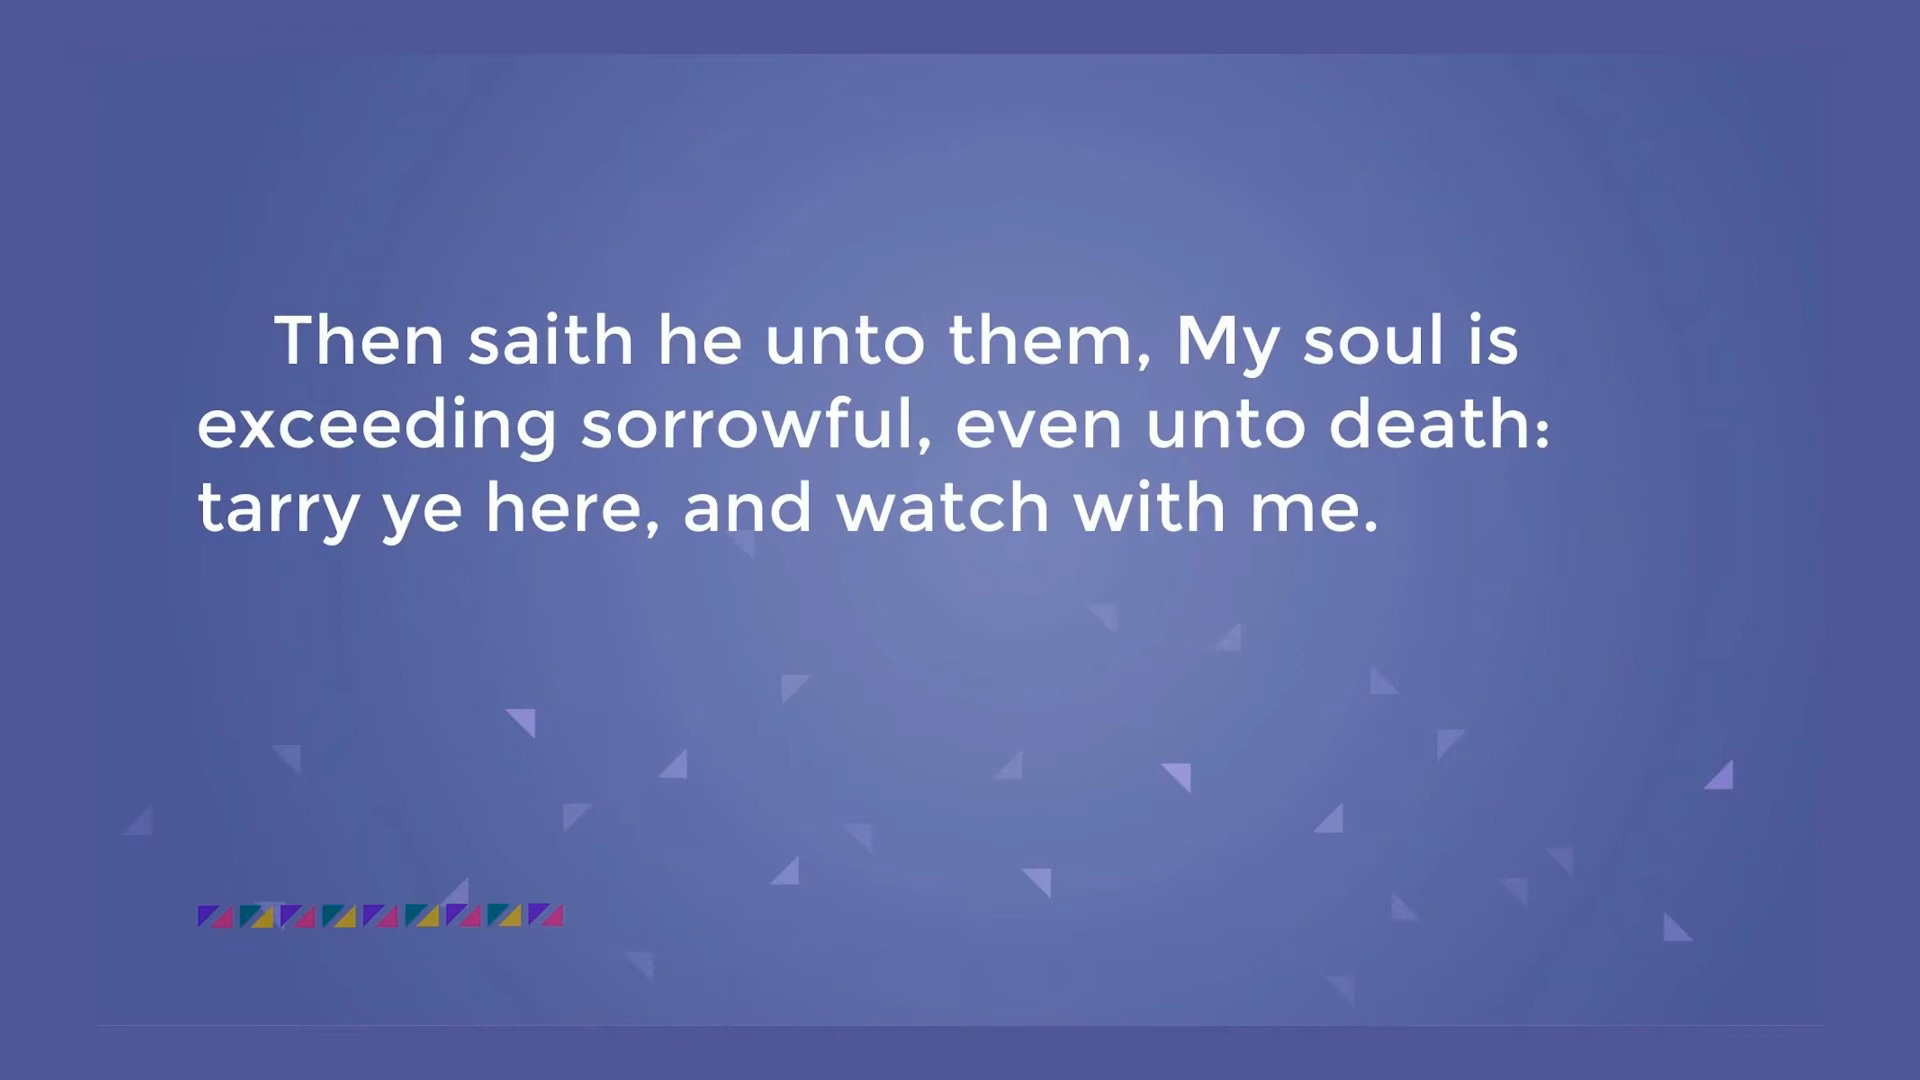 Then saith he unto them, My soul is
exceeding sorrowful, even unto death:
tarry ye here, and watch with me.